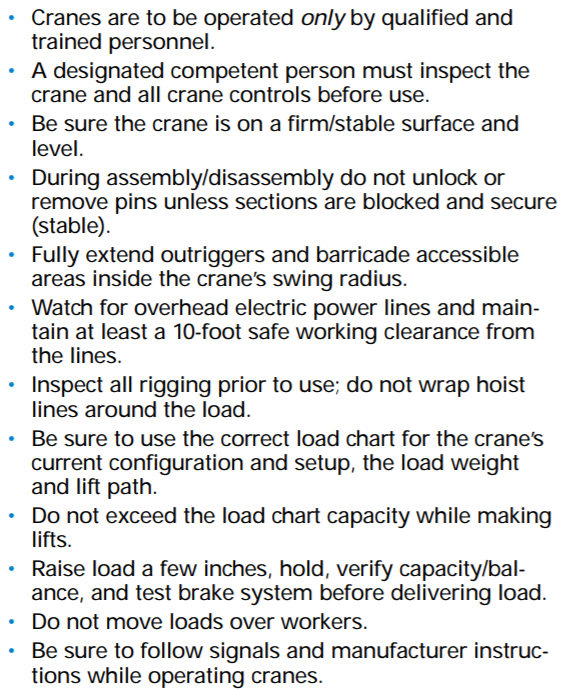 • Cranes are to be operated only by qualified and
trained personnel.
• A designated competent person must inspect the
crane and all crane controls before use.
• Be sure the crane is on a firm/stable surface and
level.
• During assembly/disassembly do not unlock or
remove pins unless sections are blocked and secure
(stable).
• Fully extend outriggers and barricade accessible
areas inside the crane's swing radius.
• Watch for overhead electric power lines and main-
tain at least a 10-foot safe working clearance from
the lines.
• Inspect all rigging prior to use; do not wrap hoist
lines around the load.
• Be sure to use the correct load chart for the crane's
current configuration and setup, the load weight
and lift path.
• Do not exceed the load chart capacity while making
lifts.
• Raise load a few inches, hold, verify capacity/bal-
ance, and test brake system before delivering load.
• Do not move loads over workers.
• Be sure to follow signals and manufacturer instruc-
tions while operating cranes.